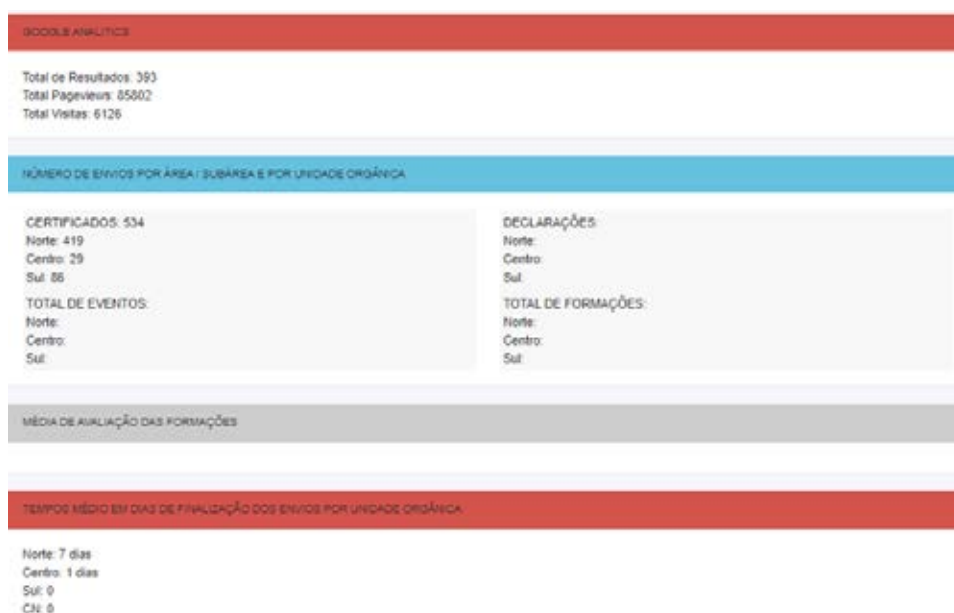 GOOGLE ANALITICS
Total de Resultados: 393
Total Pageviews: 85802
Total Visitas: 6126
NÚMERO DE ENVIOS POR ÁREA / SUBÁREA E POR UNIDADE ORGÂNICA
CERTIFICADOS: 534
Norte: 419
Centro: 29
Sul: 86
TOTAL DE EVENTOS:
Norte:
Centro:
Sul:
DECLARAÇÕES:
Norte:
Centro:
Sul:
TOTAL DE FORMAÇÕES:
Norte:
Centro:
Sul:
MÉDIA DE AVALIAÇÃO DAS FORMAÇÕES
TEMPOS MÉDIO EM DIAS DE FINALIZAÇÃO DOS ENVIOS POR UNIDADE ORGÂNICA
Norte: 7 dias
Centro: 1 dias
Sul: 0
CN: 0